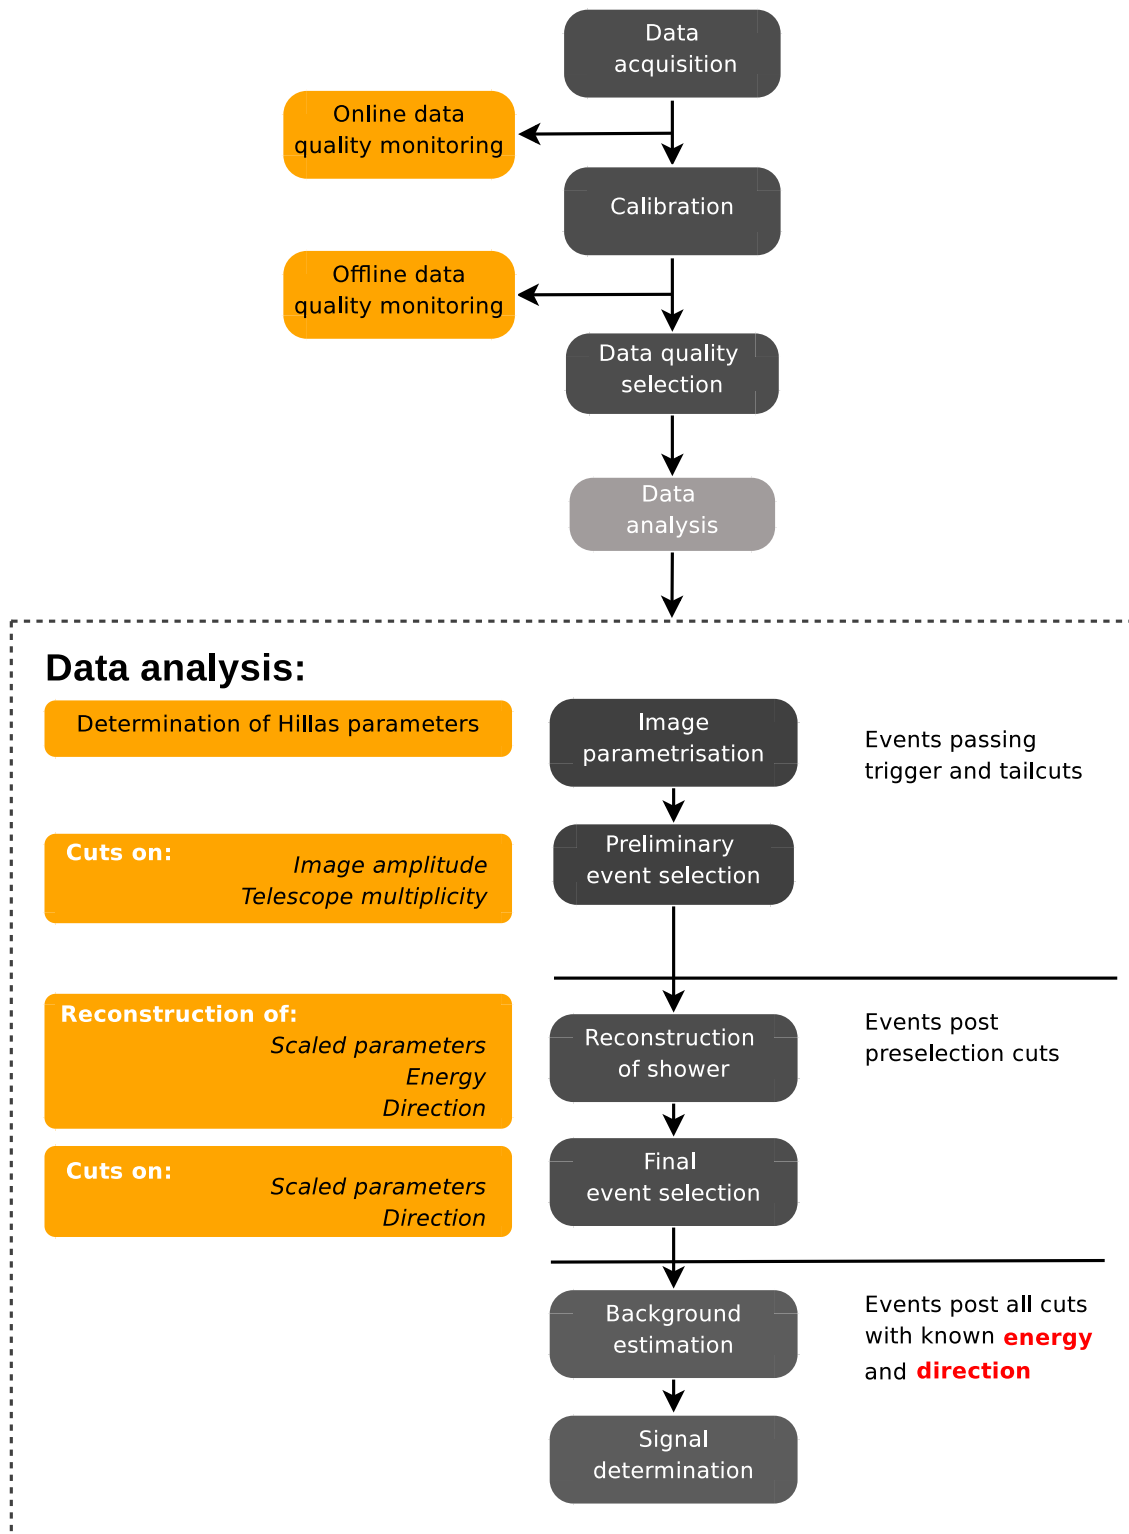 Data
acquisition
Online data
quality monitoring
Calibration
Offline data
quality monitoring
Data quality
selection
Data
analysis
Data analysis:
Determination of Hillas parameters
Image
parametrisation
Events passing
trigger and tailcuts
Cuts on:
Image amplitude
Telescope multiplicity
Preliminary
event selection
Reconstruction of:
Scaled parameters
Energy
Direction
Reconstruction
of shower
Events post
preselection cuts
Cuts on:
Scaled parameters
Direction
Final
event selection
Background
estimation
Events post all cuts
with known energy
and direction
Signal
determination